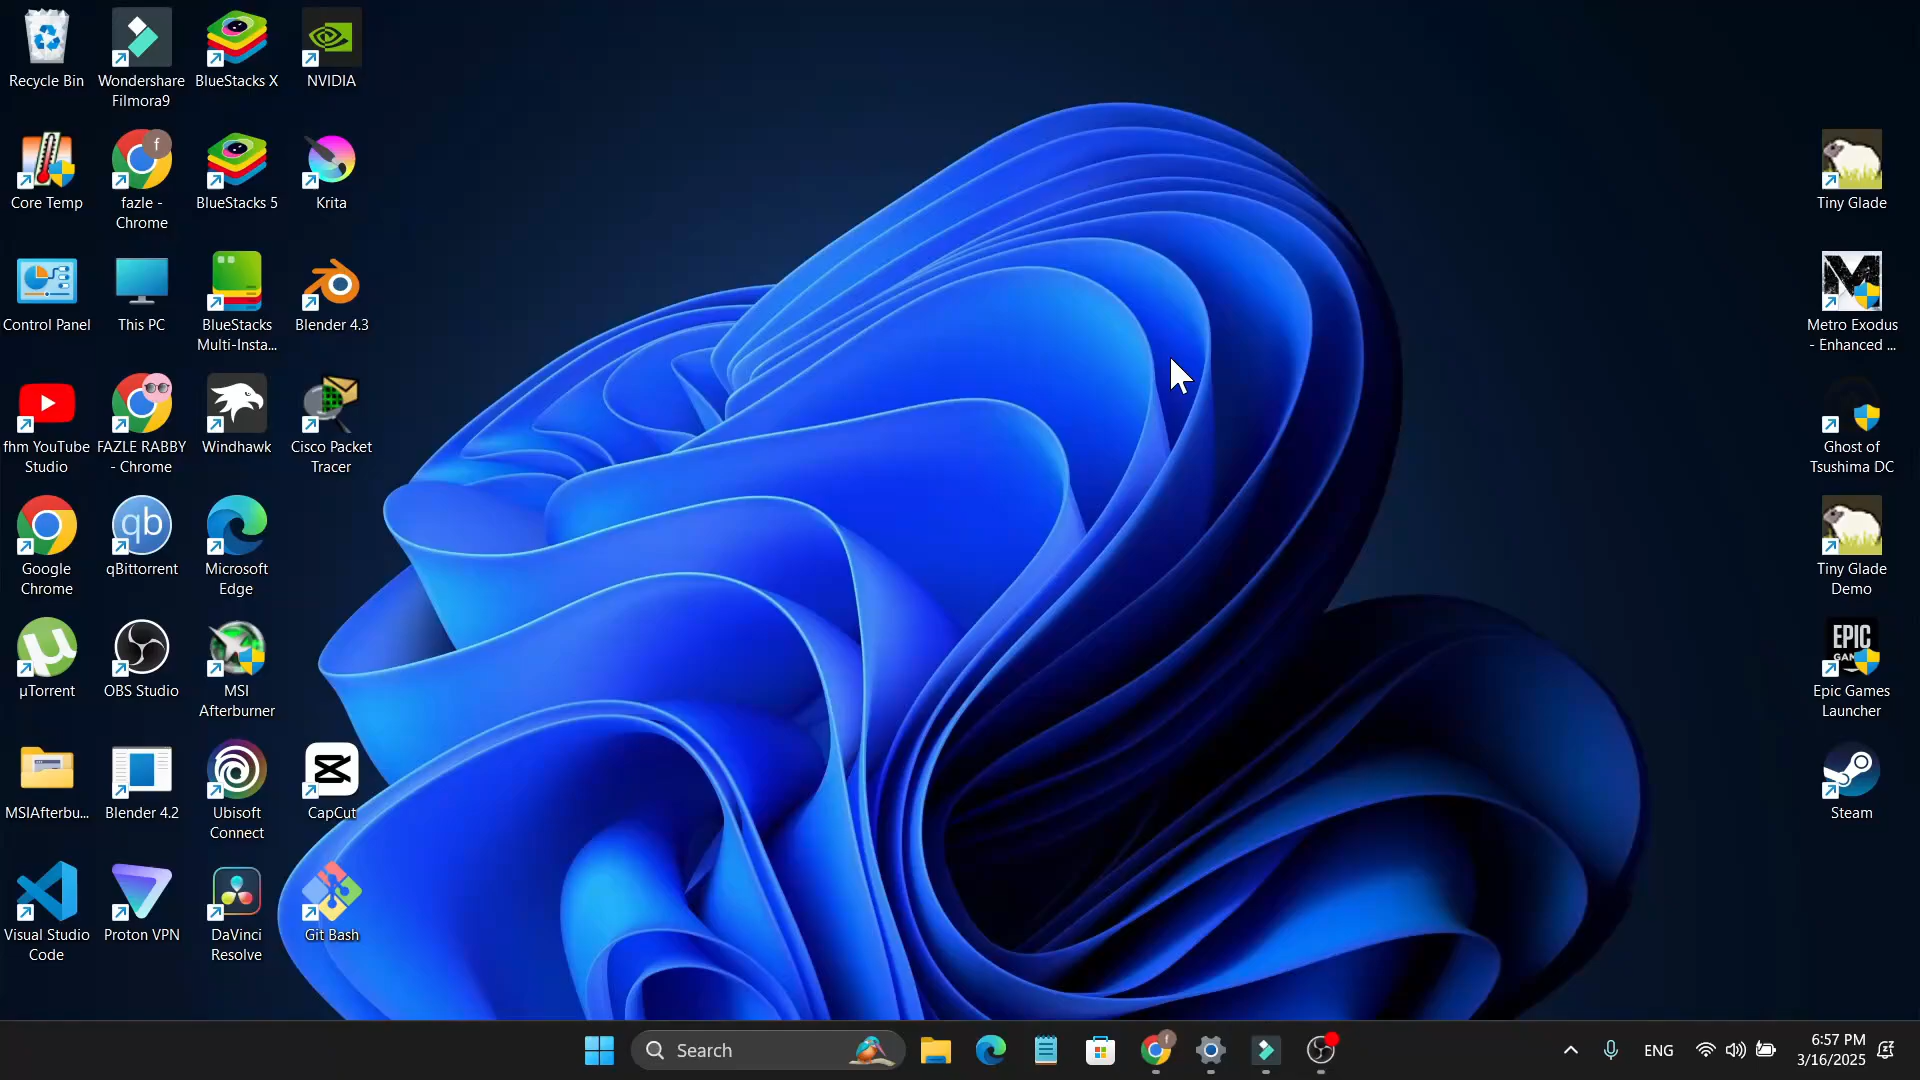 Recycle Bin
Wondershare
Filmora9
BlueStacks X
NVIDIA
Core Temp
f
fazle -
Chrome
BlueStacks 5
Krita
Tiny Glade
Control Panel
This PC
BlueStacks
Multi-Insta...
Blender 4.3
Metro Exodus
- Enhanced ...
fhm YouTube
Studio
FAZLE RABBY
- Chrome
Windhawk
Cisco Packet
Tracer
Ghost of
Tsushima DC
Google
Chrome
qb
qBittorrent
Microsoft
Edge
Tiny Glade
Demo
µTorrent
OBS Studio
MSI
Afterburner
EPIC
Epic Games
Launcher
MSIAfterbu...
Blender 4.2
Ubisoft
Connect
CapCut
Steam
Visual Studio
Code
Proton VPN
DaVinci
Resolve
Git Bash
Search
f
ENG
6:57 PM
3/16/2025